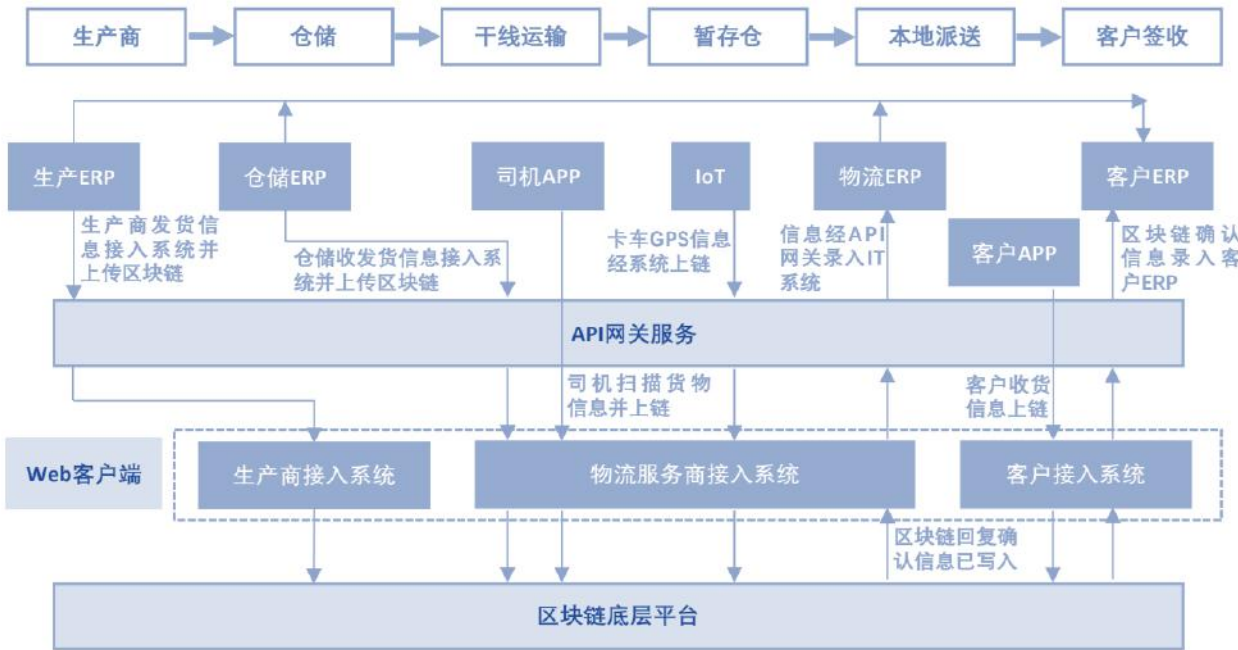 生产商
仓储
干线运输
暂存仓
本地派送
客户签收
生产ERP
仓储ERP
司机APP
IoT
物流ERP
客户ERP
生产商发货信
息接入系统并
上传区块链
仓储收发货信息接入系
统并上传区块链
卡车GPS信息
经系统上链
信息经API
网关录入IT
系统
客户APP
区块链确认
信息录入客
户ERP
API网关服务
司机扫描货物
信息并上链
客户收货
信息上链
Web客户端
生产商接入系统
物流服务商接入系统
客户接入系统
区块链回复确
认信息已写入
区块链底层平台